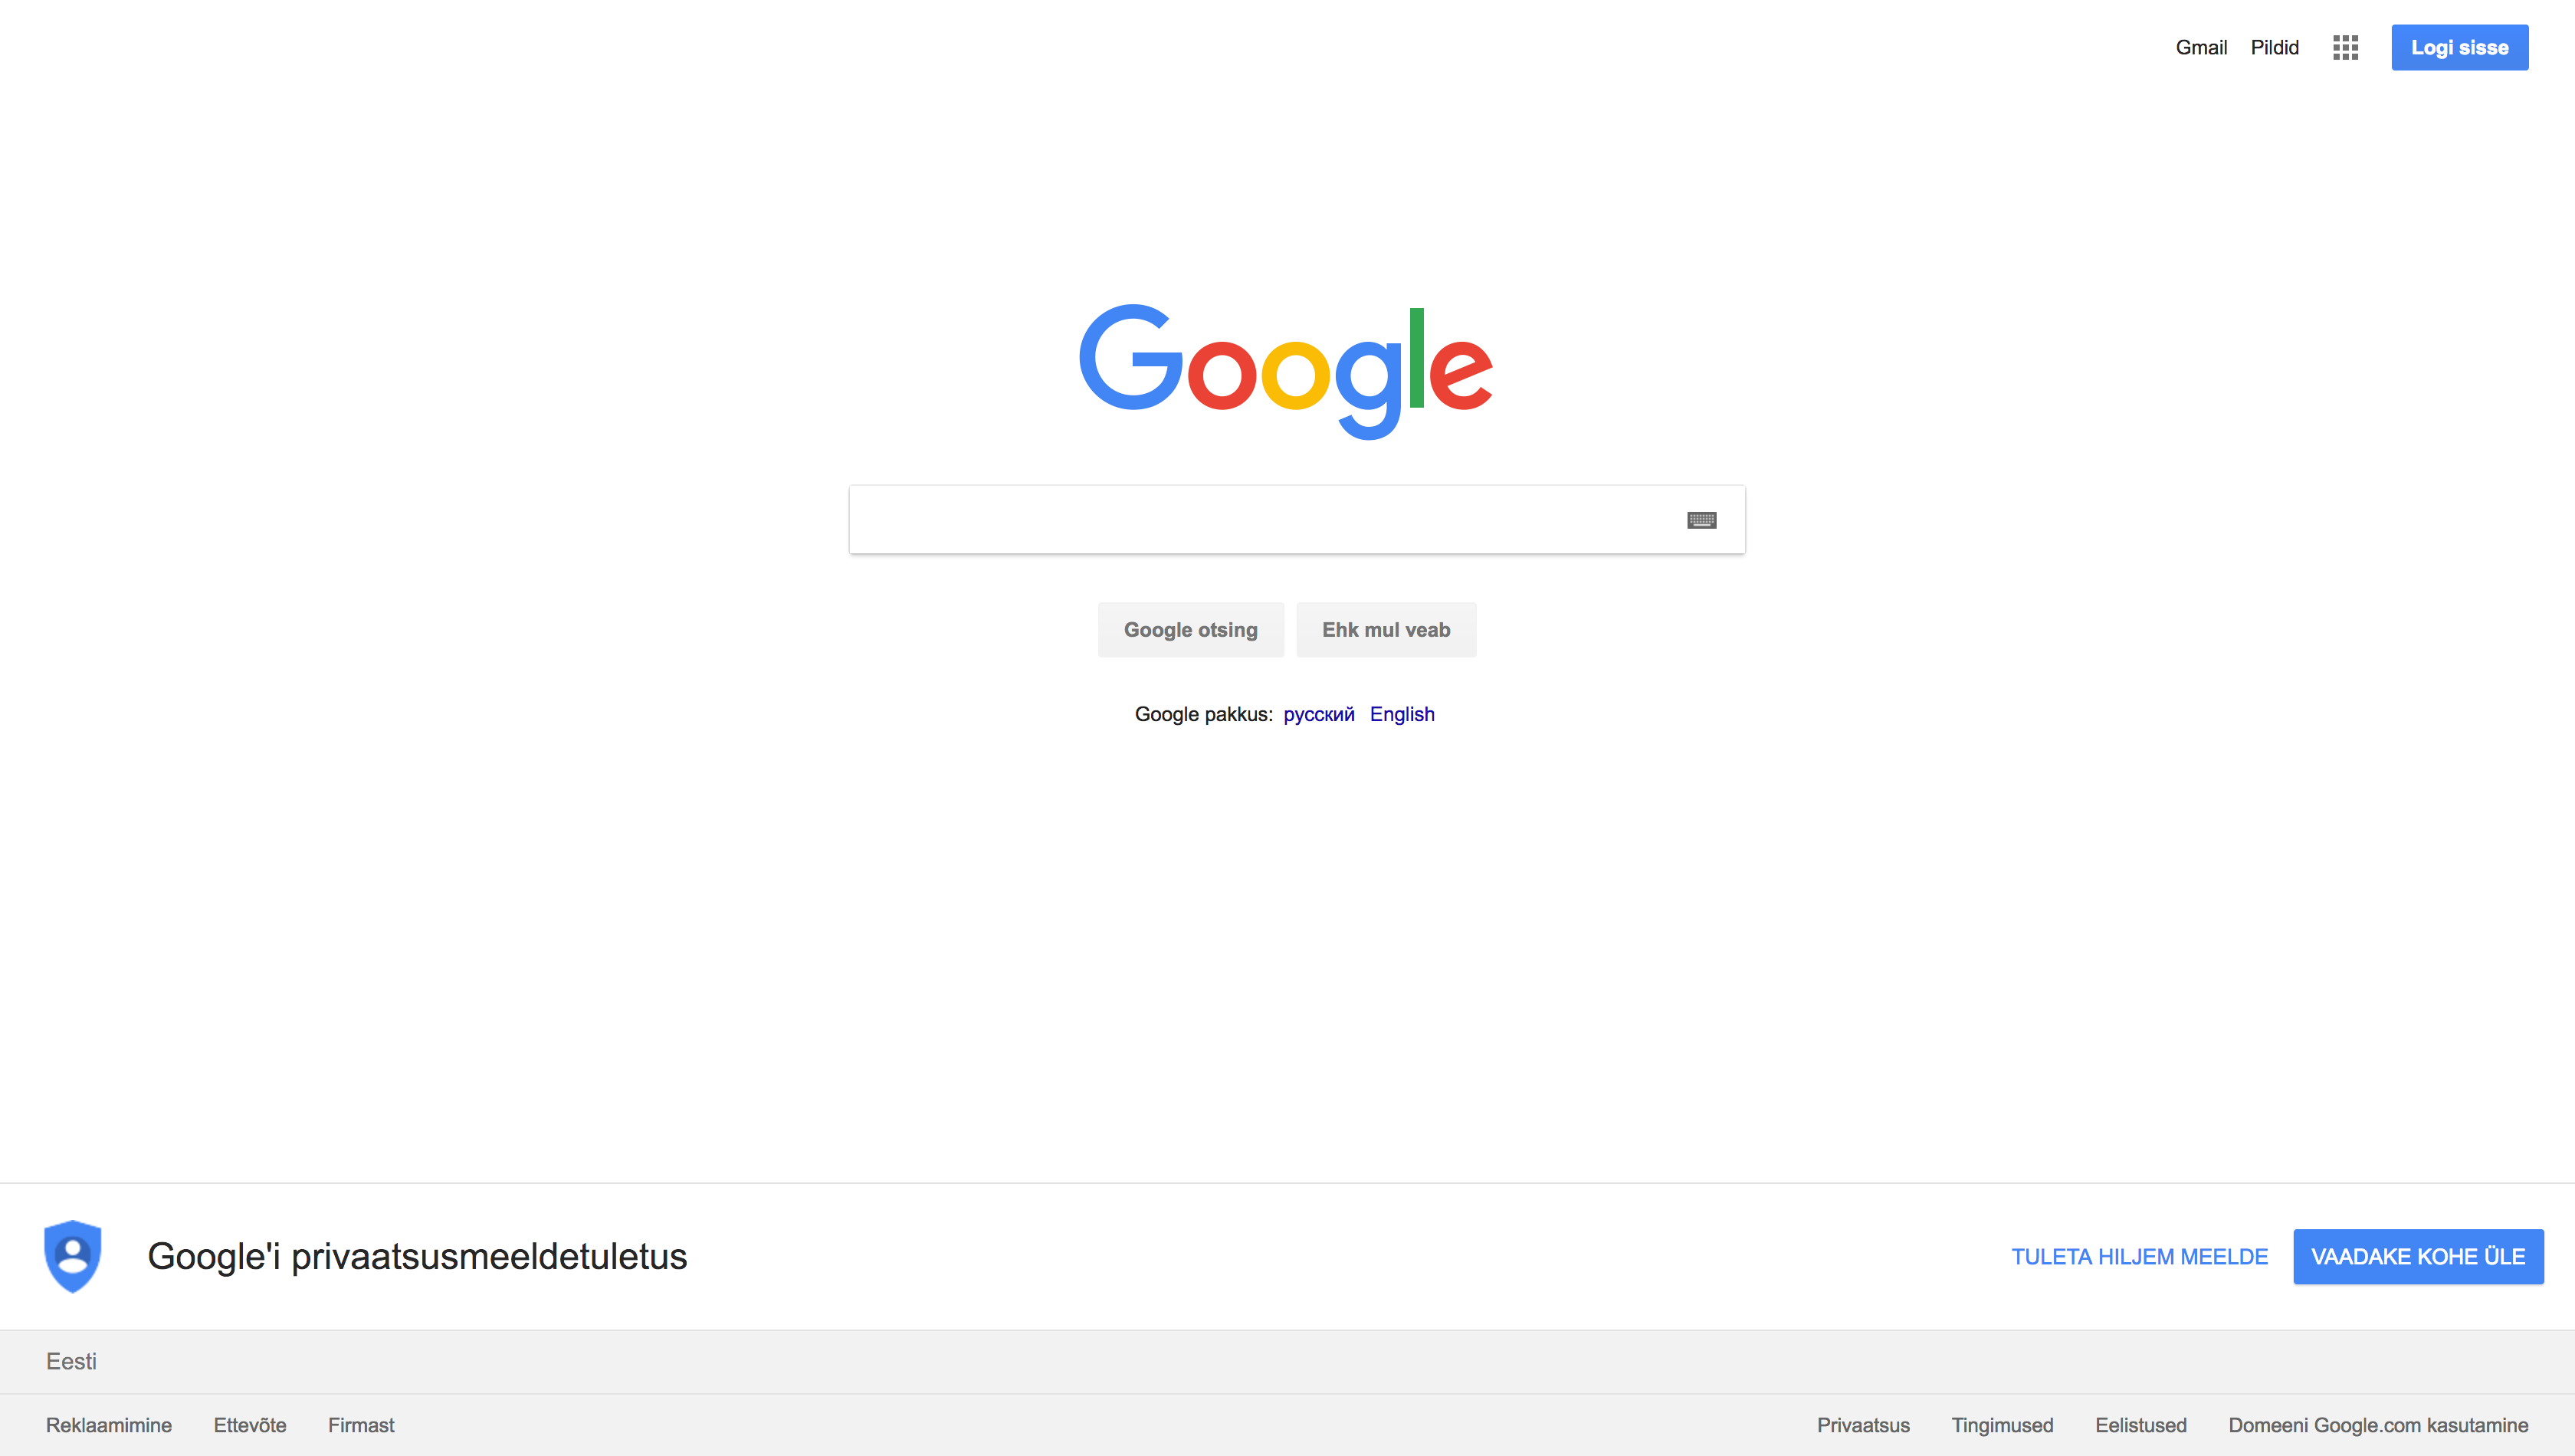 Gmail Pildid Logi sisse
Google
Google otsing Ehk mul veab
Google pakkus: русский English
Google'i privaatsusmeeldetuletus TULETA HILJEM MEELDE VAADAKE KOHE ÜLE
Eesti
Reklaamimine Ettevõte Firmast Privaatsus Tingimused Eelistused Domeeni Google.com kasutamine